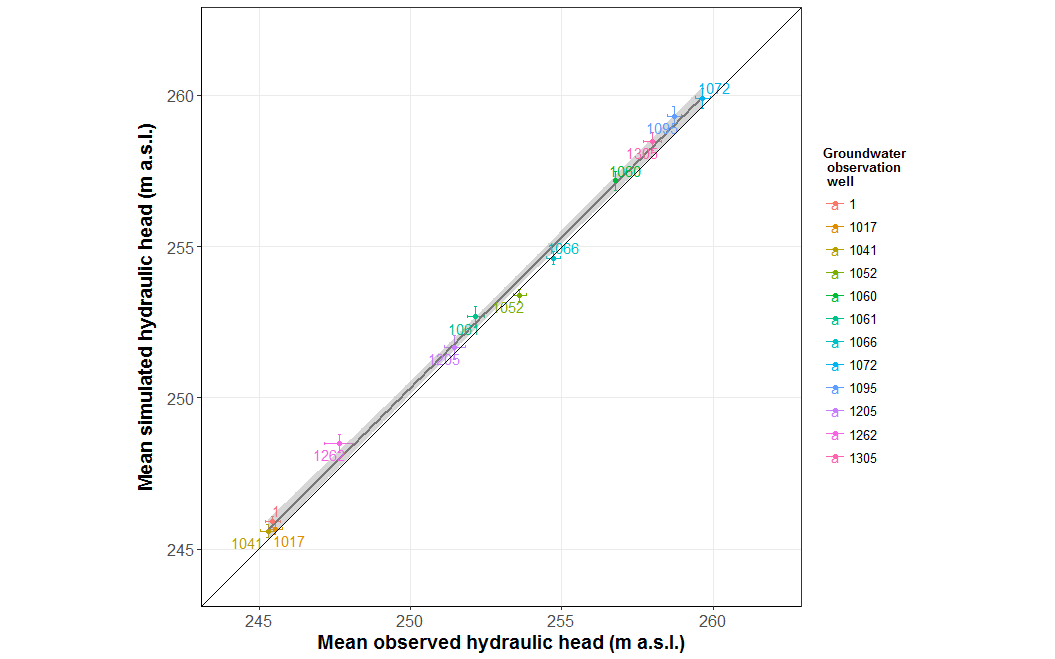 Mean simulated hydraulic head (m a.s.l.)
260
255
250
245
1072
1095
1305
1060
1066
1052
1061
1205
1262
1
1041
1017
245
250
255
260
Mean observed hydraulic head (m a.s.l.)
Groundwater
observation
well
a 1
a 1017
a 1041
a 1052
a 1060
a 1061
a 1066
a 1072
a 1095
a 1205
a 1262
a 1305